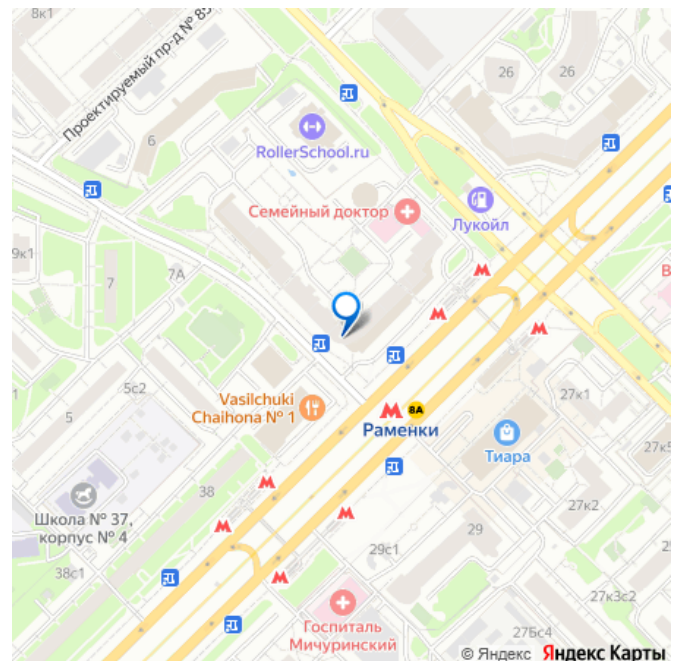 8к1
Проектируемый пр-д № 85
26
26
6
RollerSchool.ru
Семейный доктор
Лукойл
9к1
7
7А
В
Vasilchuki
Chaihona № 1
5с2
5
8А
Раменки
27к1
Тиара
27к5
38
Школа № 37,
корпус № 4
27к2
29
29с1
38с1
27к3с2
Госпиталь
Мичуринский
27Бс4
© Яндекс Яндекс Карты